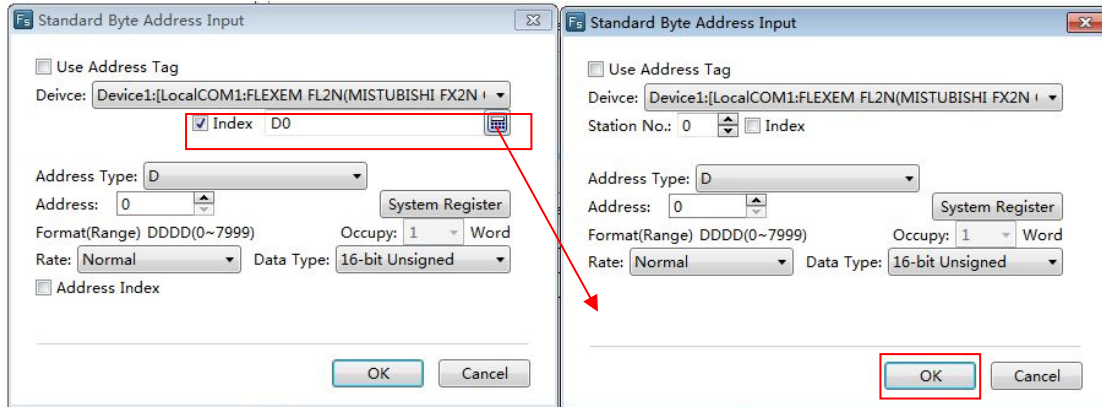 Standard Byte Address Input
Use Address Tag
Deivce: Device1:[LocalCOM1:FLEXEM FL2N(MISTUBISHI FX2N (
Index D0
Address Type: D
Address: 0 System Register
Format(Range) DDDD(0~7999) Occupy: 1 Word
Rate: Normal Data Type: 16-bit Unsigned
Address Index
OK Cancel
Standard Byte Address Input
Use Address Tag
Deivce: Device1:[LocalCOM1:FLEXEM FL2N(MISTUBISHI FX2N (
Station No.: 0 Index
Address Type: D
Address: 0 System Register
Format(Range) DDDD(0~7999) Occupy: 1 Word
Rate: Normal Data Type: 16-bit Unsigned
OK Cancel